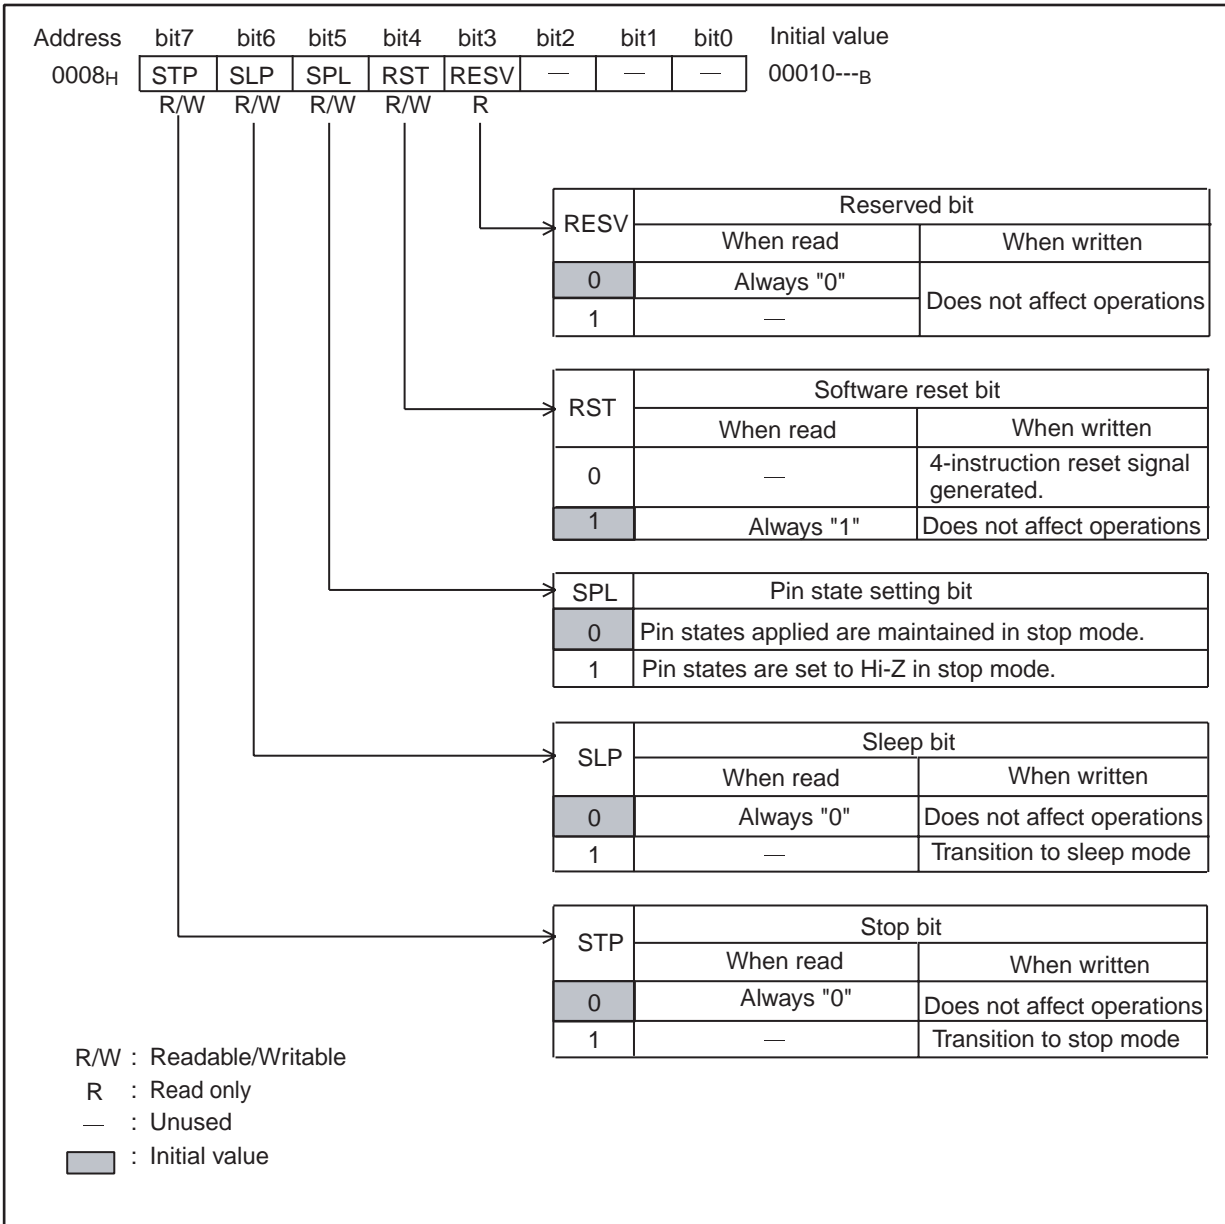 Address bit7 bit6 bit5 bit4 bit3 bit2 bit1 bit0 Initial value
0008H STP SLP SPL RST RESV — — — 00010---B
R/W R/W R/W R/W R
RESV Reserved bit
When read When written
0 Always "0" Does not affect operations
1 —
RST Software reset bit
When read When written
0 — 4-instruction reset signal
generated.
1 Always "1" Does not affect operations
SPL Pin state setting bit
0 Pin states applied are maintained in stop mode.
1 Pin states are set to Hi-Z in stop mode.
SLP Sleep bit
When read When written
0 Always "0" Does not affect operations
1 — Transition to sleep mode
STP Stop bit
When read When written
0 Always "0" Does not affect operations
1 — Transition to stop mode
R/W : Readable/Writable
R : Read only
— : Unused
: Initial value